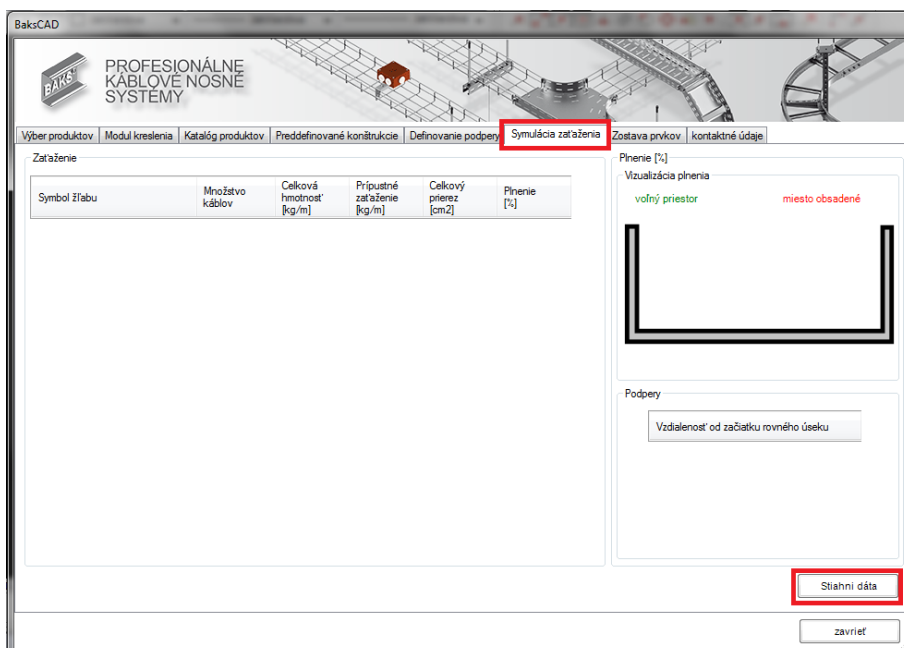 BaksCAD
BAKS
PROFESIONÁLNE
KÁBLOVÉ NOSNÉ
SYSTÉMY
Výber produktov
Modul kreslenia
Katalóg produktov
Preddefinované konštrukcie
Definovanie podpery
Symulácia zaťaženia
Zostava prvkov
kontaktné údaje
Zaťaženie
Symbol žľabu
Množstvo
káblov
Celková
hmotnosť
[kg/m]
Prípustné
zaťaženie
[kg/m]
Celkový
prierez
[cm2]
Plnenie
[%]
Plnenie [%]
Vizualizácia plnenia
voľný priestor
miesto obsadené
Podpery
Vzdialenosť od začiatku rovného úseku
Stiahni dáta
zavrieť